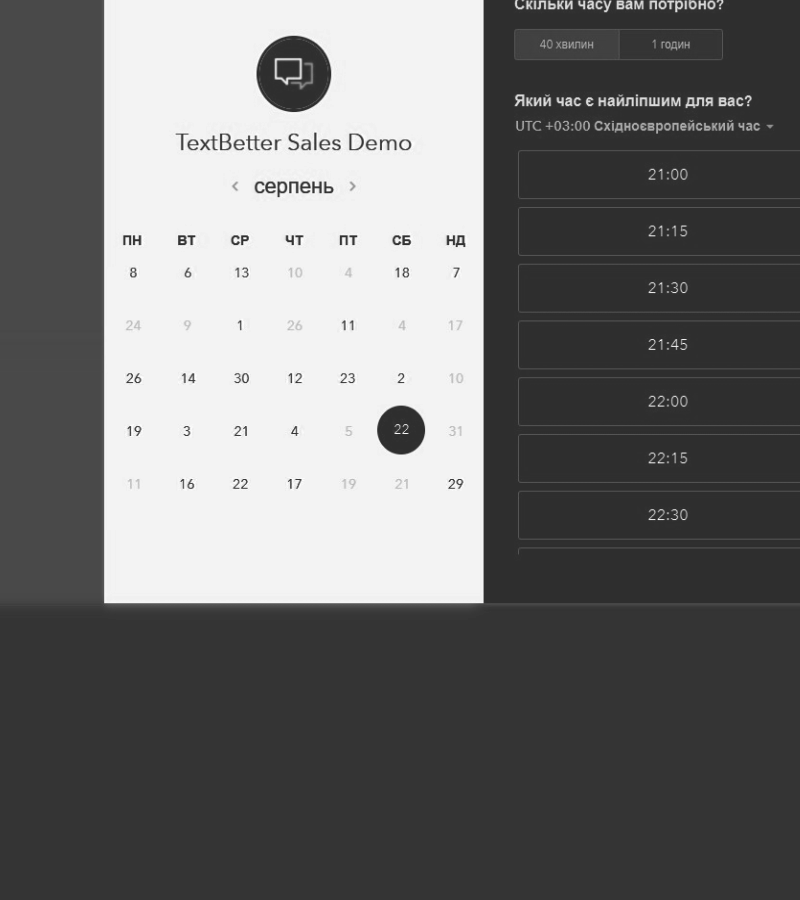 TextBetter Sales Demo
серпень
ПН ВТ СР ЧТ ПТ СБ НД
8 6 13 10 4 18 7
24 9 1 26 11 4 17
26 14 30 12 23 2 10
19 3 21 4 5 22 31
11 16 22 17 19 21 29
Скільки часу вам потрібно?
40 хвилин 1 годин
Який час є найліпшим для вас?
UTC +03:00 Східноєвропейський час
21:00
21:15
21:30
21:45
22:00
22:15
22:30